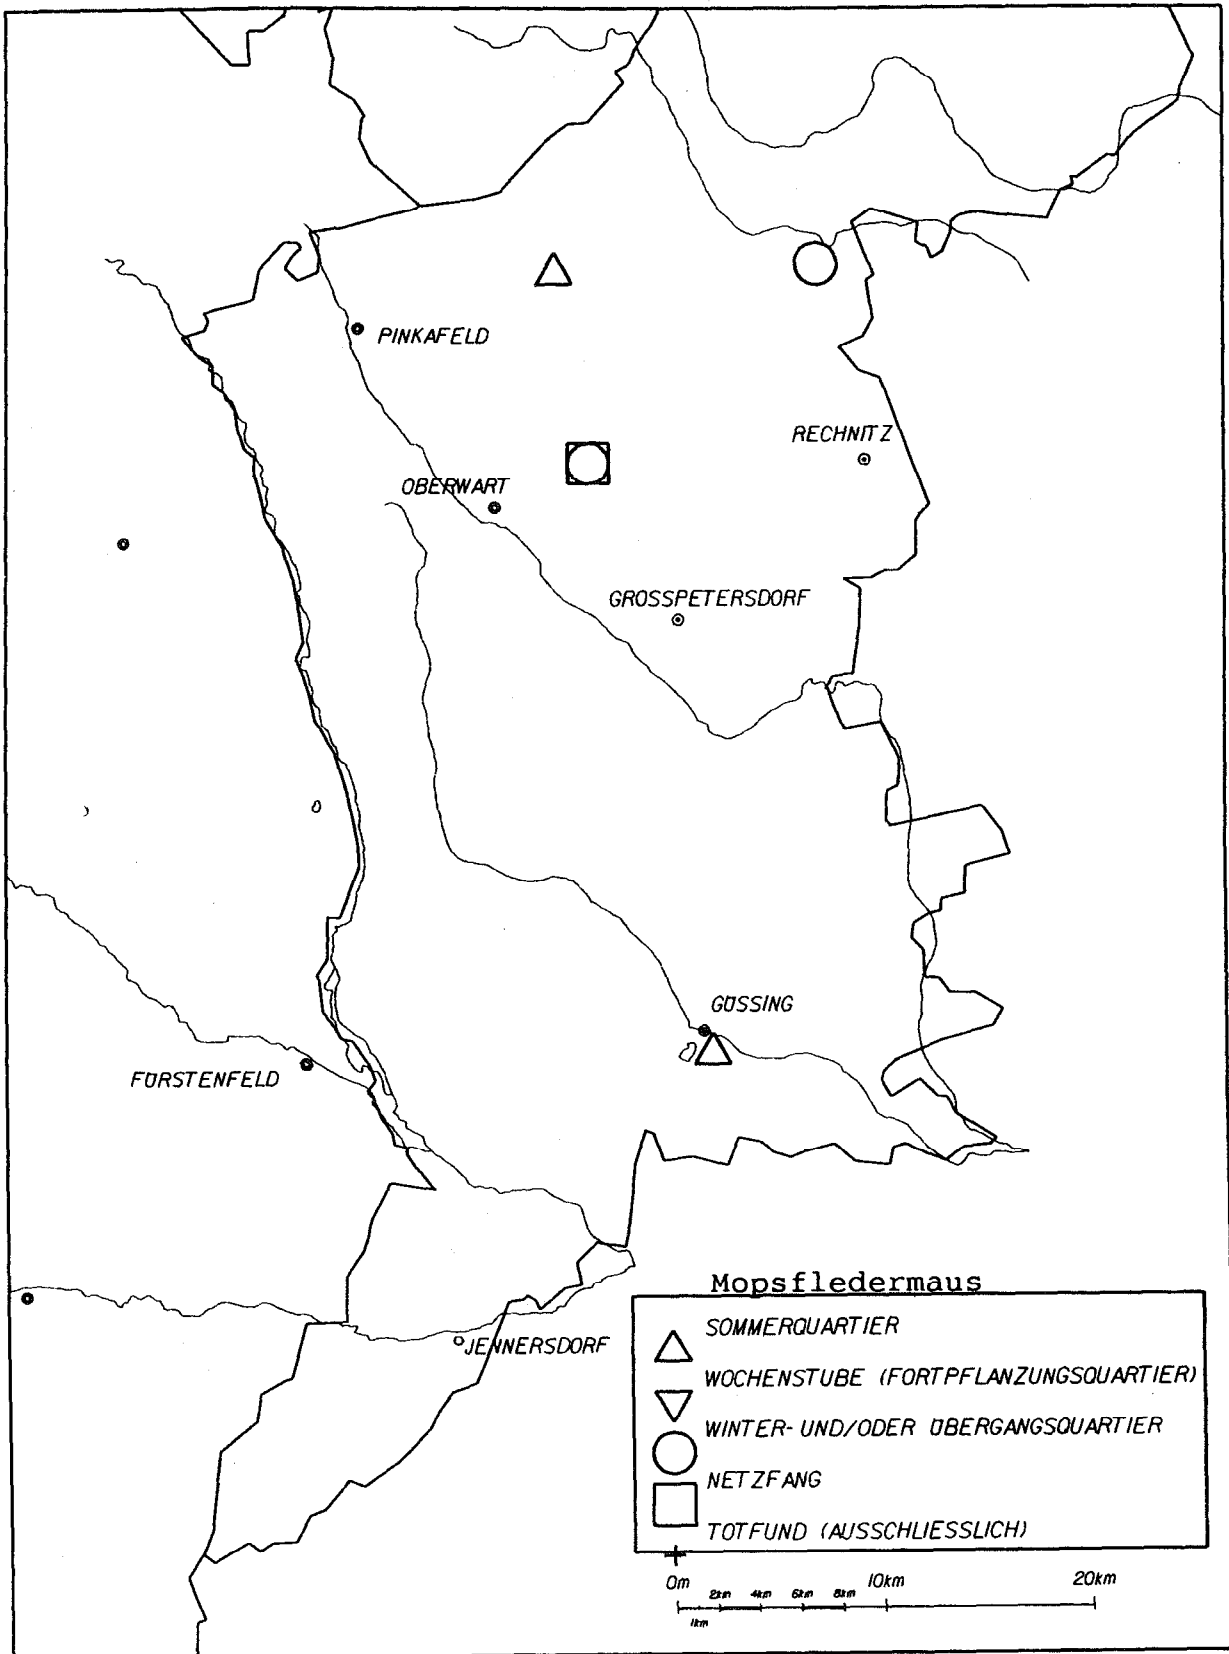 PINKAFELD
RECHNITZ
OBERWART
GROSSPETERSDORF
GÜSSING
FÜRSTENFELD
JENNERSDORF
Mopsfledermaus
SOMMERQUARTIER
WOCHENSTUBE (FORTPFLANZUNGSQUARTIER)
WINTER- UND/ODER ÜBERGANGSQUARTIER
NETZFANG
TOTFUND (AUSSCHLIESSLICH)
0m 2km 4km 6km 8km 10km 20km
1km